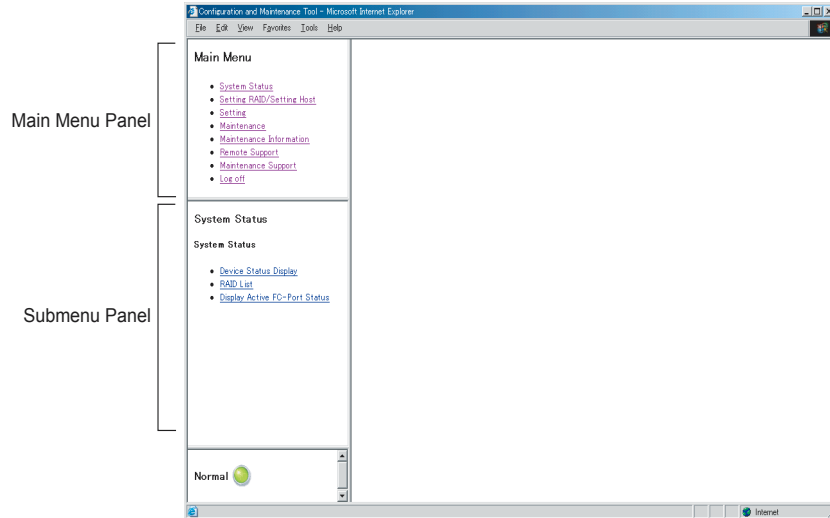 Configuration and Maintenance Tool - Microsoft Internet Explorer
File Edit View Favorites Tools Help
Main Menu Panel
Main Menu
System Status
Setting RAID/Setting Host
Setting
Maintenance
Maintenance Information
Remote Support
Maintenance Support
Log off
Submenu Panel
System Status
System Status
Device Status Display
RAID List
Display Active FC-Port Status
Normal
Internet